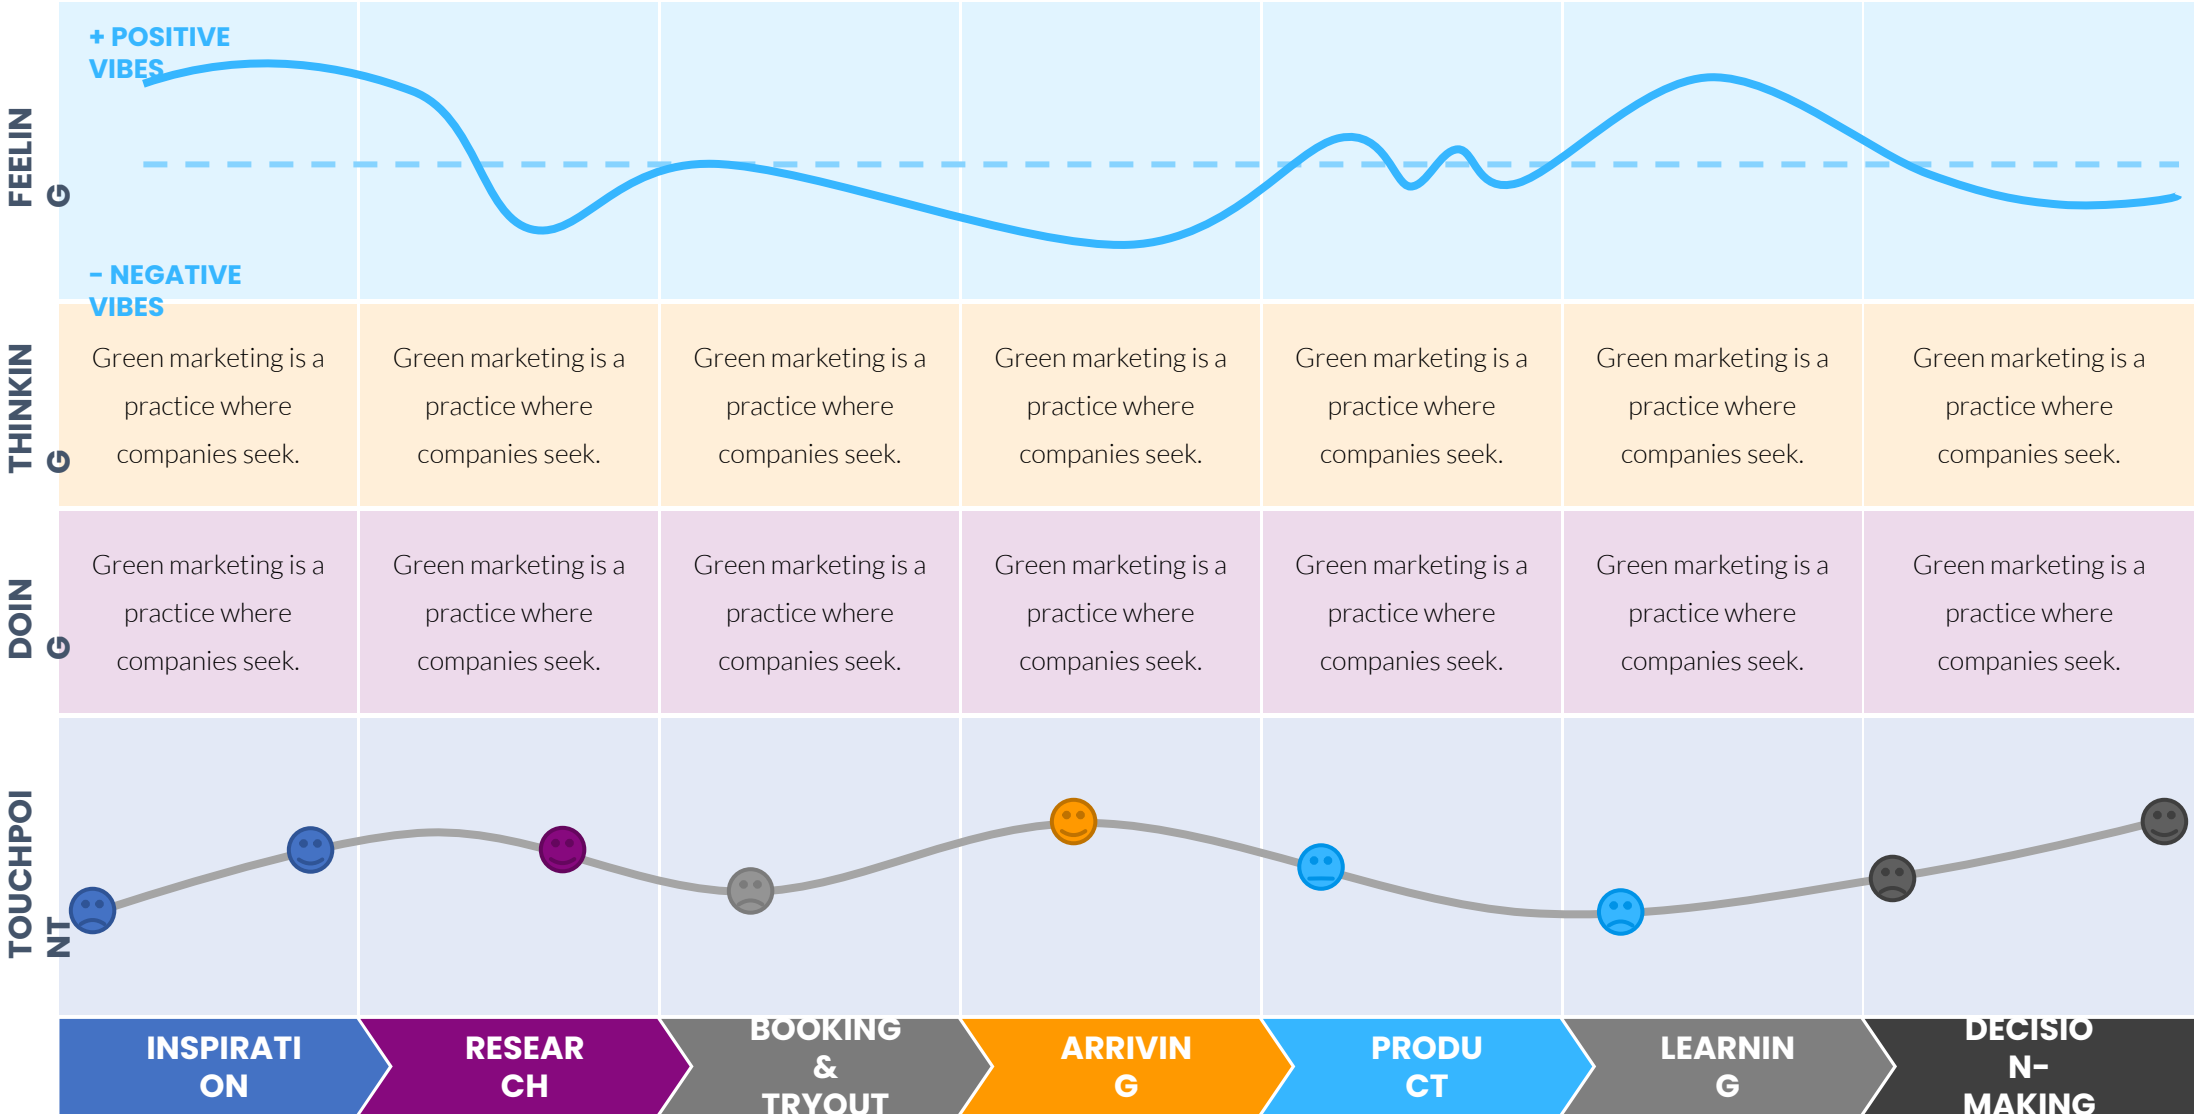 + POSITIVE
VIBES
FEELIN
G
- NEGATIVE
VIBES
THINKIN
G
Green marketing is a
practice where
companies seek.
Green marketing is a
practice where
companies seek.
Green marketing is a
practice where
companies seek.
Green marketing is a
practice where
companies seek.
Green marketing is a
practice where
companies seek.
Green marketing is a
practice where
companies seek.
Green marketing is a
practice where
companies seek.
DOIN
G
Green marketing is a
practice where
companies seek.
Green marketing is a
practice where
companies seek.
Green marketing is a
practice where
companies seek.
Green marketing is a
practice where
companies seek.
Green marketing is a
practice where
companies seek.
Green marketing is a
practice where
companies seek.
Green marketing is a
practice where
companies seek.
TOUCHPOI
NT
INSPIRATI
ON
RESEAR
CH
BOOKING
&
TRYOUT
ARRIVIN
G
PRODU
CT
LEARNIN
G
DECISIO
N-
MAKING